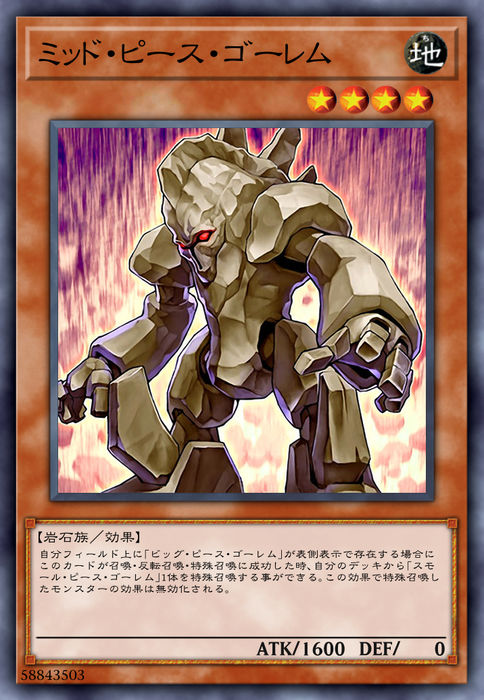 ミッド・ピース・ゴーレム
ち
地
【岩石族／効果】
自分フィールド上に「ビッグ・ピース・ゴーレム」が表側表示で存在する場合に
このカードが召喚・反転召喚・特殊召喚に成功した時、自分のデッキから「スモ
ール・ピース・ゴーレム」1体を特殊召喚する事ができる。この効果で特殊召喚し
たモンスターの効果は無効化される。
ATK/1600 DEF/ 0
58843503